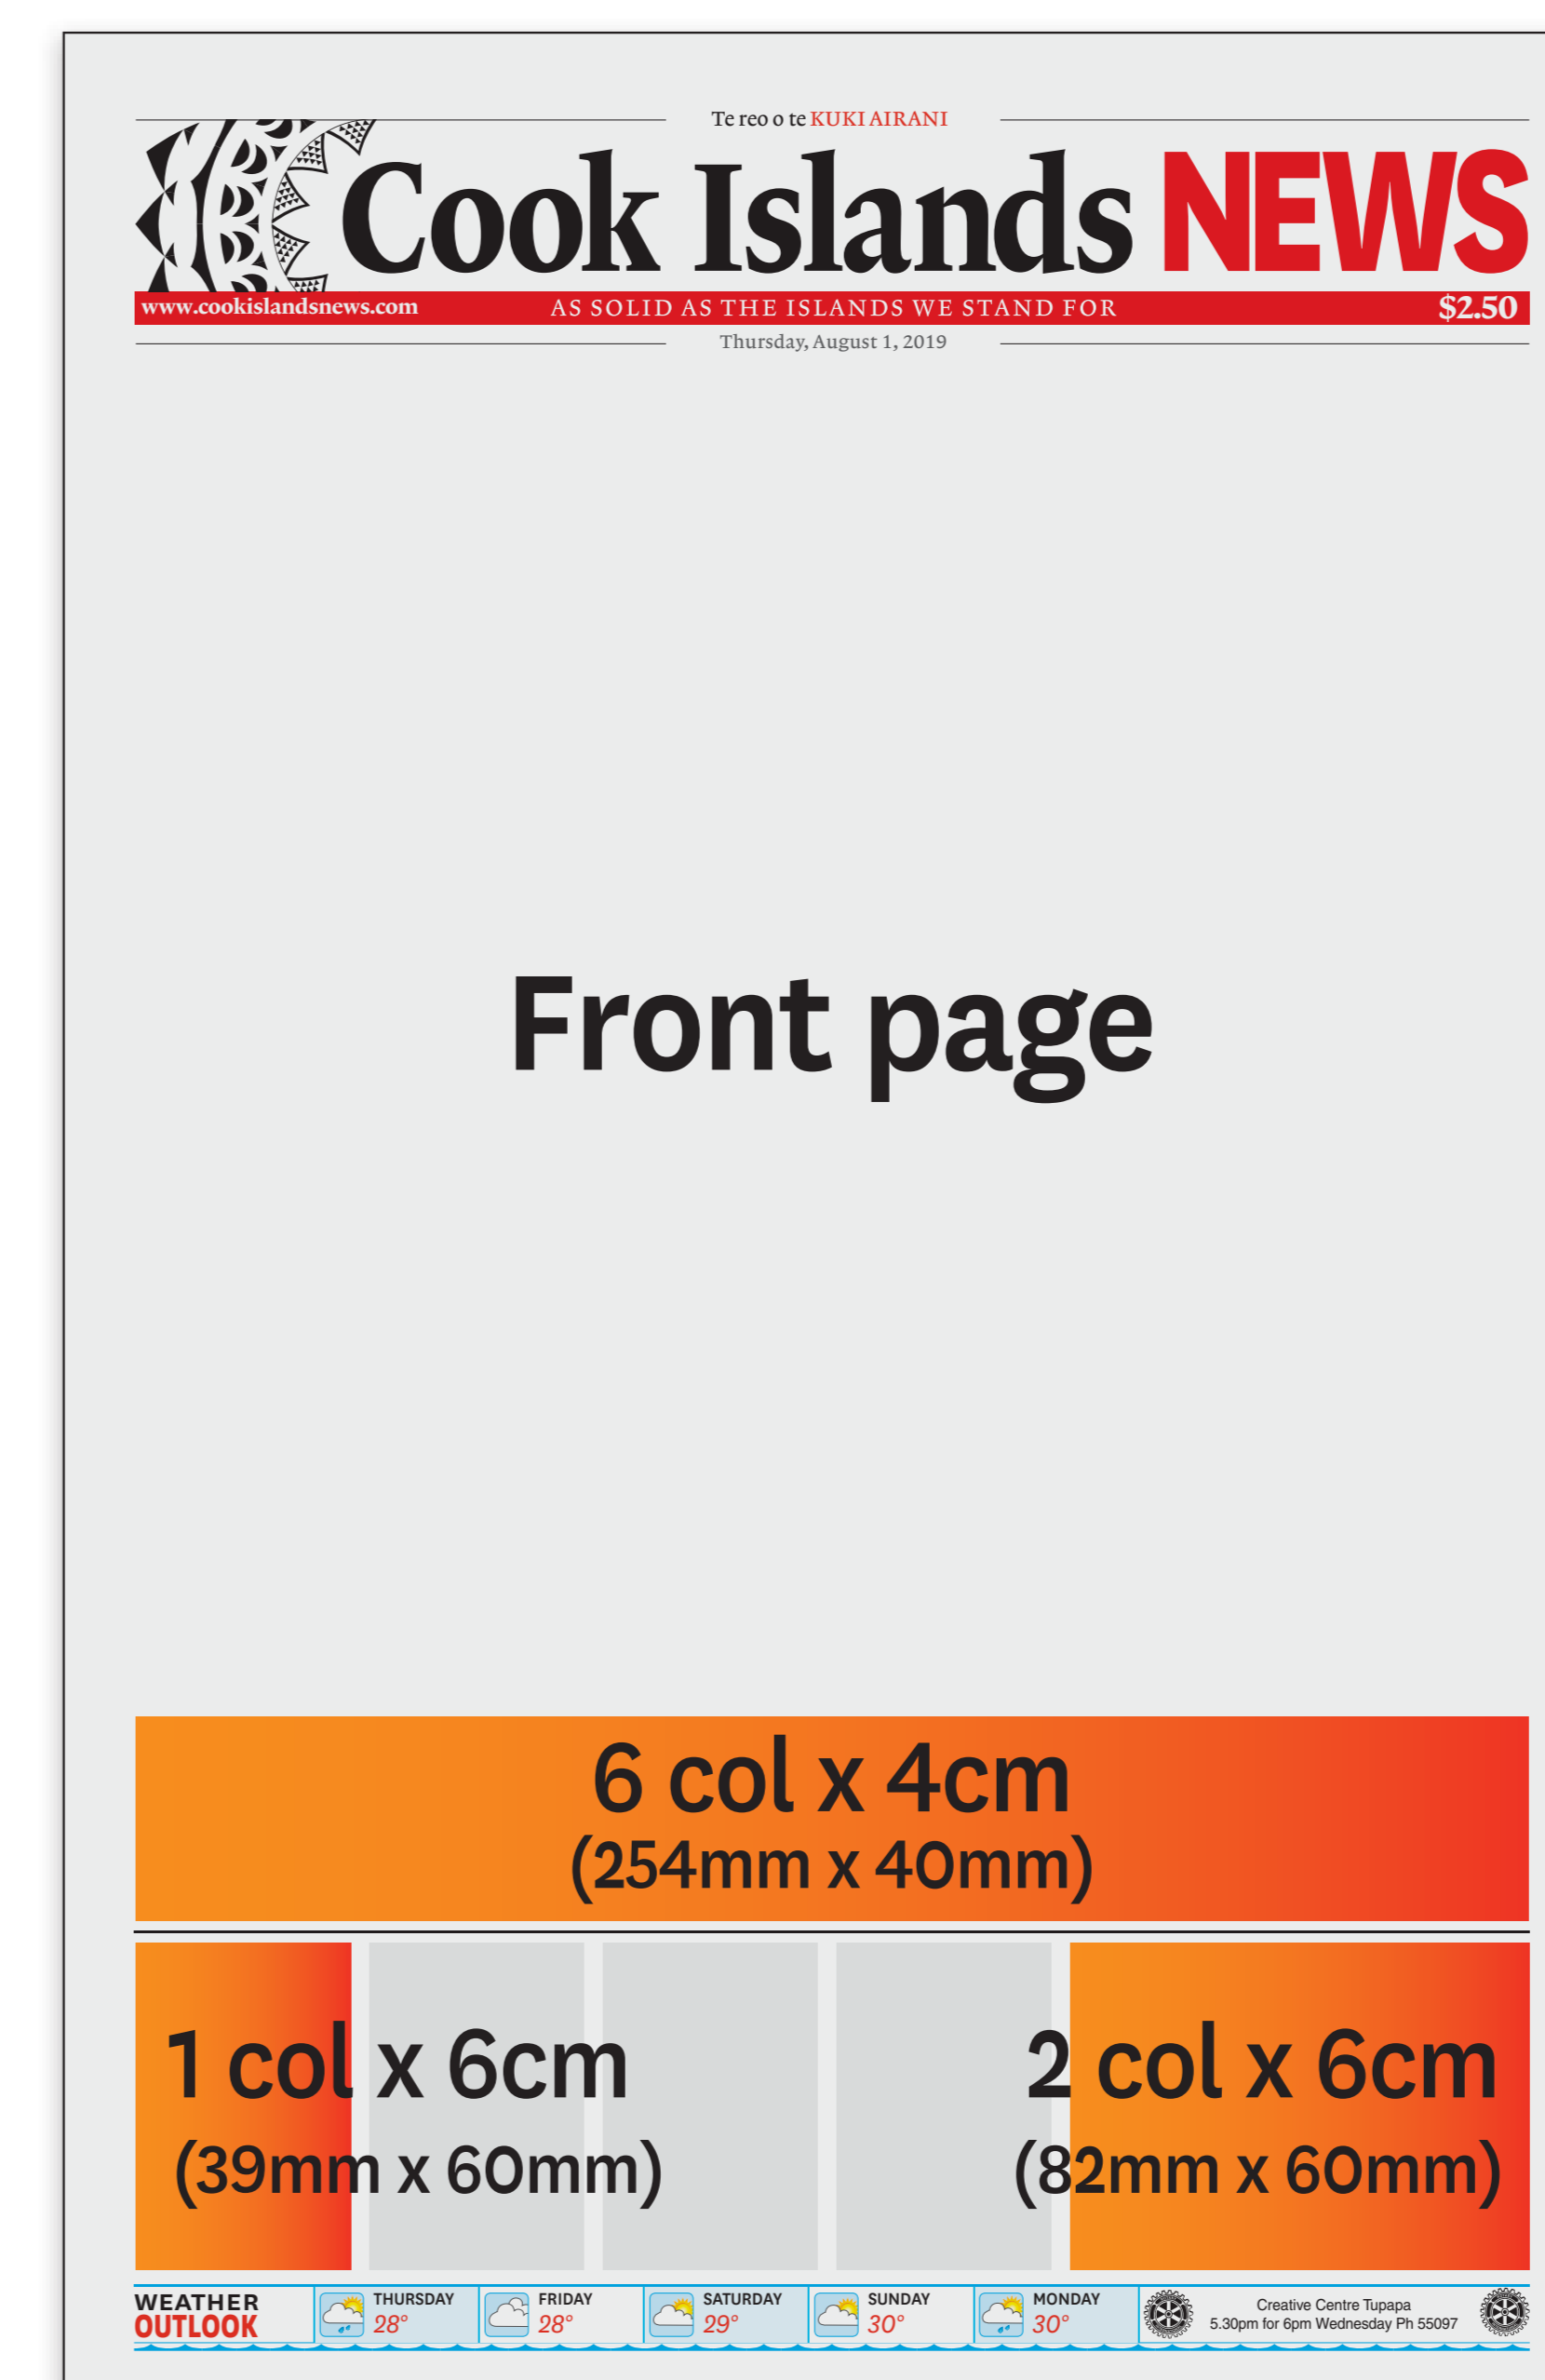 Te reo o te KUKI AIRANI
Cook Islands NEWS
www.cookislandsnews.com AS SOLID AS THE ISLANDS WE STAND FOR $2.50
Thursday, August 1, 2019
Front page
6 col x 4cm
(254mm x 40mm)
1 col x 6cm
(39mm x 60mm)
2 col x 6cm
(82mm x 60mm)
WEATHER
OUTLOOK
THURSDAY
28°
FRIDAY
28°
SATURDAY
29°
SUNDAY
30°
MONDAY
30°
Creative Centre Tupapa
5.30pm for 6pm Wednesday Ph 55097